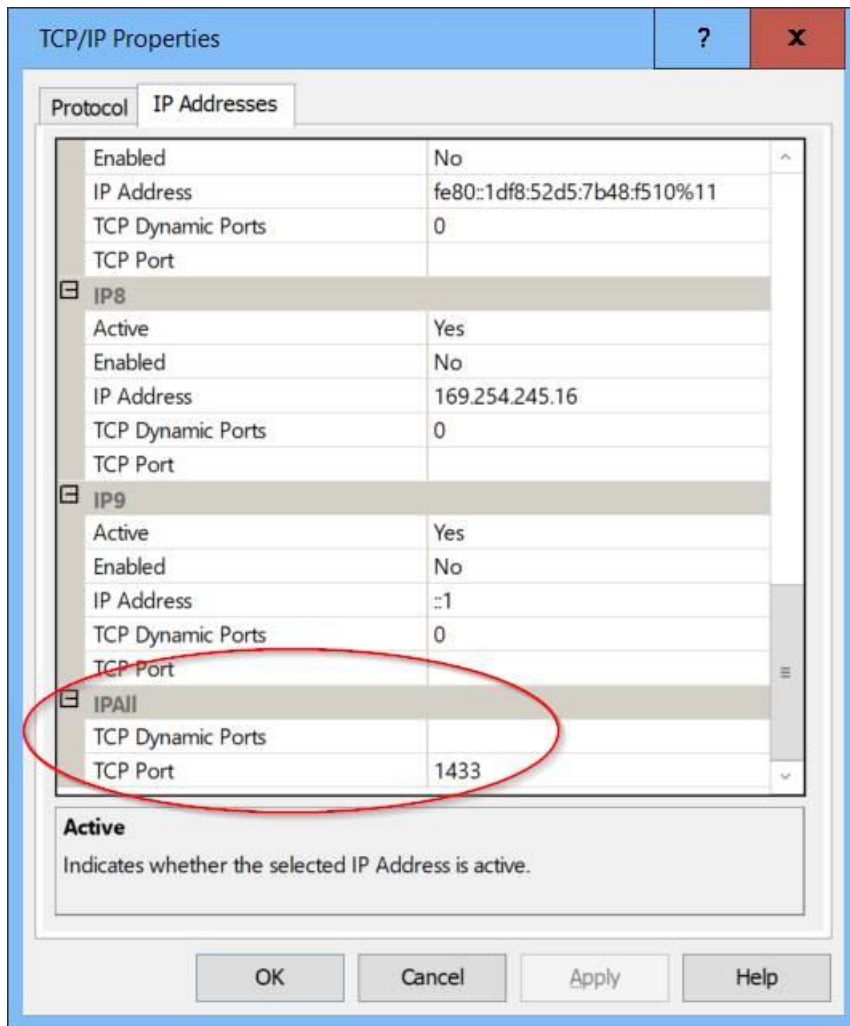 TCP/IP Properties ? x
Protocol IP Addresses
Enabled No
IP Address fe80::1df8:52d5:7b48:f510%11
TCP Dynamic Ports 0
TCP Port
IP8
Active Yes
Enabled No
IP Address 169.254.245.16
TCP Dynamic Ports 0
TCP Port
IP9
Active Yes
Enabled No
IP Address ::1
TCP Dynamic Ports 0
TCP Port
IPAll
TCP Dynamic Ports
TCP Port 1433
Active
Indicates whether the selected IP Address is active.
OK Cancel Apply Help